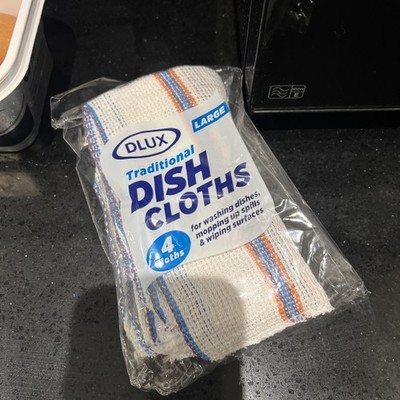 LARGE
DLUX
Traditional
DISH
CLOTHS
4
cloths
for washing dishes,
mopping up spills
& wiping surfaces